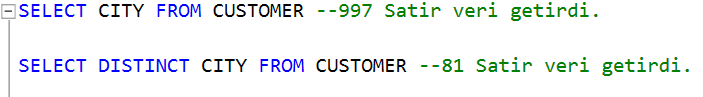 SELECT CITY FROM CUSTOMER --997 Satir veri getirdi.
SELECT DISTINCT CITY FROM CUSTOMER --81 Satir veri getirdi.